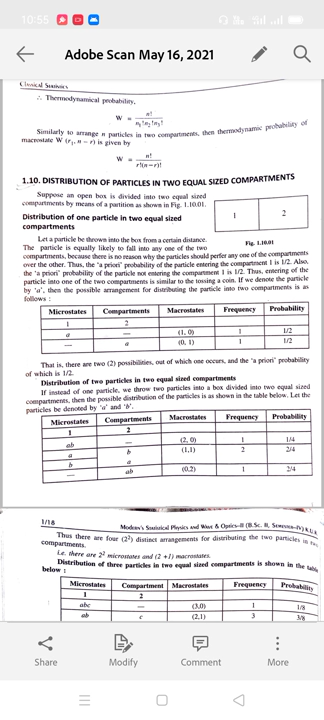 10:55
Adobe Scan May 16, 2021
Classical Statistics
∴ Thermodynamical probability,
W = n!/n₁!n₂!n₃!
Similarly to arrange n particles in two compartments, then thermodynamic probability of
macrostate W (r₁, n – r) is given by
W = n!/r!(n−r)!
1.10. DISTRIBUTION OF PARTICLES IN TWO EQUAL SIZED COMPARTMENTS
Suppose an open box is divided into two equal sized
compartments by means of a partition as shown in Fig. 1.10.01.
1 2
Fig. 1.10.01
Distribution of one particle in two equal sized
compartments
Let a particle be thrown into the box from a certain distance.
The particle is equally likely to fall into any one of the two
compartments, because there is no reason why the particles should perfer any one of the compartments
over the other. Thus, the 'a priori' probability of the particle entering the compartment 1 is 1/2. Also,
the 'a priori' probability of the particle not entering the compartment 1 is 1/2. Thus, entering of the
particle into one of the two compartments is similar to the tossing a coin. If we denote the particle
by 'a', then the possible arrangement for distributing the particle into two compartments is as
follows :
Microstates Compartments Macrostates Frequency Probability
1 2
a — (1, 0) 1 1/2
— a (0, 1) 1 1/2
That is, there are two (2) possibilities, out of which one occurs, and the 'a priori' probability
of which is 1/2.
Distribution of two particles in two equal sized compartments
If instead of one particle, we throw two particles into a box divided into two equal sized
compartments, then the possible distribution of the particles is as shown in the table below. Let the
particles be denoted by 'a' and 'b'.
Microstates Compartments Macrostates Frequency Probability
1 2
ab — (2, 0) 1 1/4
a b (1,1) 2 2/4
b a
— ab (0,2) 1 2/4
1/18 Modern's Statistical Physics and Wave & Optics-II (B.Sc. II, Semester-IV) K.U.K
Thus there are four (2²) distinct arrangements for distributing the two particles in two
compartments.
i.e. there are 2² microstates and (2 +1) macrostates.
Distribution of three particles in two equal sized compartments is shown in the table
below :
Microstates Compartment Macrostates Frequency Probability
1 2
abc — (3,0) 1 1/8
ab c (2,1) 3 3/8
Share Modify Comment More